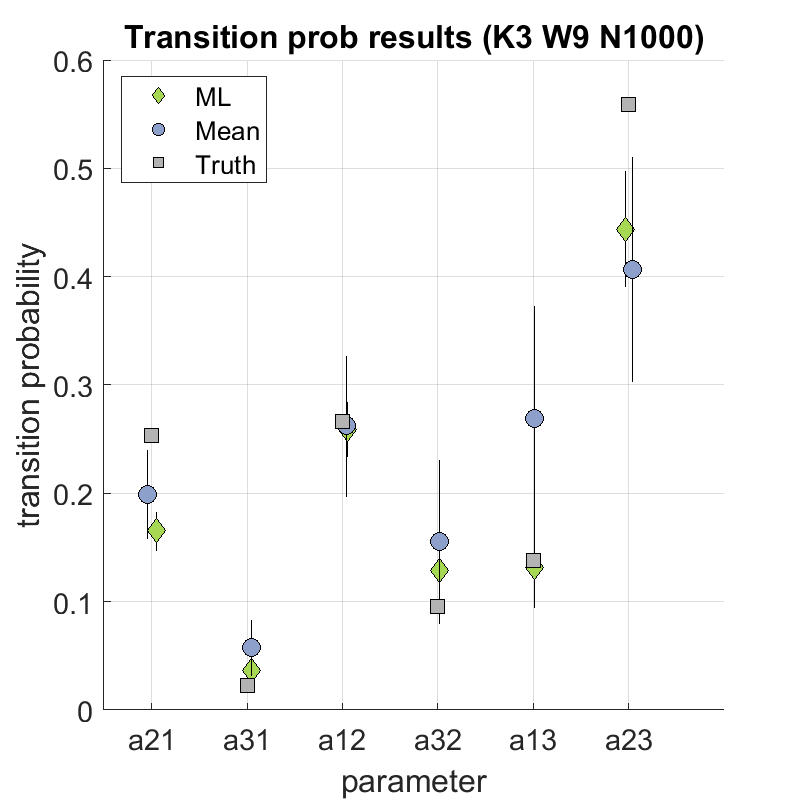 Transition prob results (K3 W9 N1000)
ML
Mean
Truth
0.6
0.5
0.4
0.3
0.2
0.1
0
transition probability
a21 a31 a12 a32 a13 a23
parameter